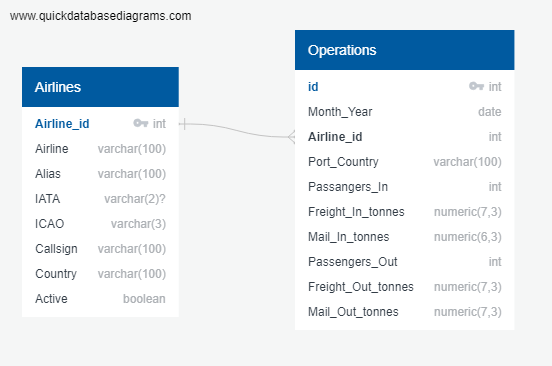 www.quickdatabasediagrams.com
Airlines
Airline_id int
Airline varchar(100)
Alias varchar(100)
IATA varchar(2)?
ICAO varchar(3)
Callsign varchar(100)
Country varchar(100)
Active boolean
Operations
id int
Month_Year date
Airline_id int
Port_Country varchar(100)
Passangers_In int
Freight_In_tonnes numeric(7,3)
Mail_In_tonnes numeric(6,3)
Passengers_Out int
Freight_Out_tonnes numeric(7,3)
Mail_Out_tonnes numeric(7,3)